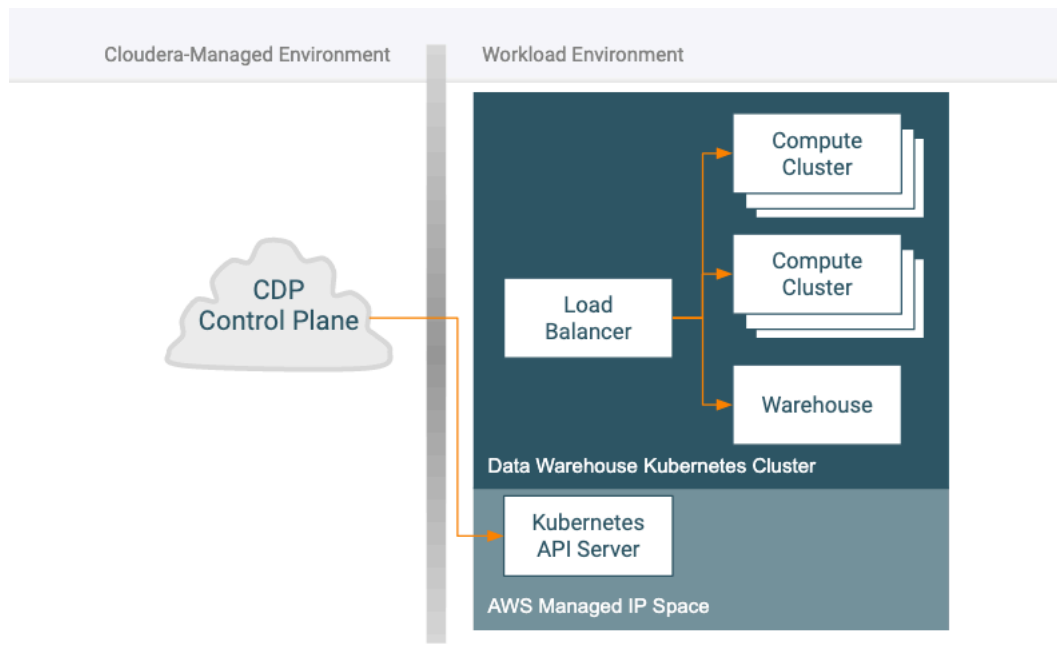 Cloudera-Managed Environment
Workload Environment
CDP
Control Plane
Load
Balancer
Compute
Cluster
Compute
Cluster
Warehouse
Data Warehouse Kubernetes Cluster
Kubernetes
API Server
AWS Managed IP Space